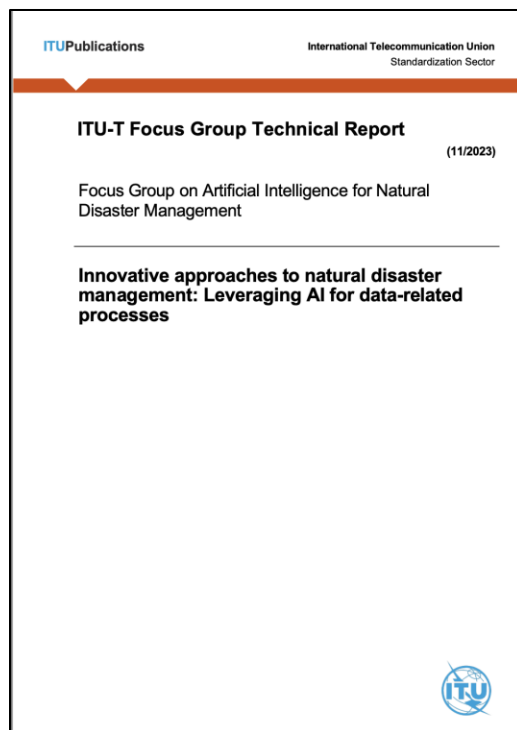 ITUPublications
International Telecommunication Union
Standardization Sector
ITU-T Focus Group Technical Report
(11/2023)
Focus Group on Artificial Intelligence for Natural
Disaster Management
Innovative approaches to natural disaster
management: Leveraging AI for data-related
processes
ITU